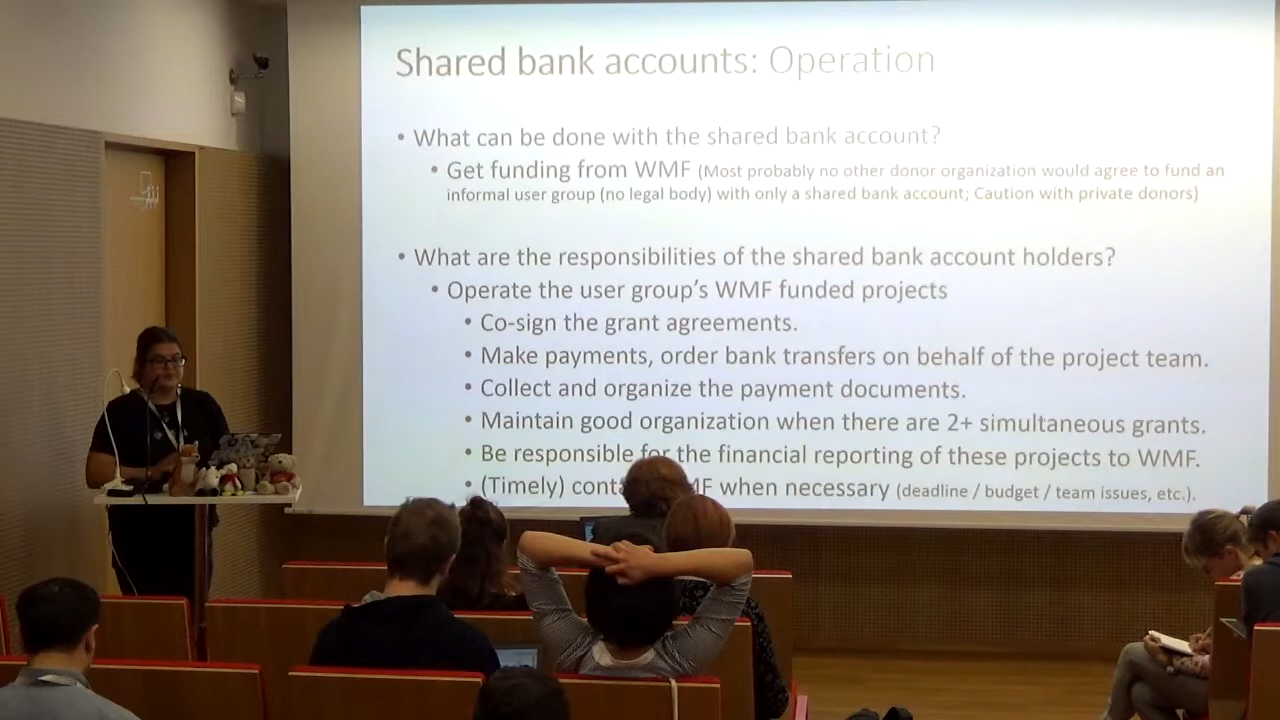 Shared bank accounts: Operation
• What can be done with the shared bank account?
• Get funding from WMF (Most probably no other donor organization would agree to fund an
informal user group (no legal body) with only a shared bank account; Caution with private donors)
• What are the responsibilities of the shared bank account holders?
• Operate the user group's WMF funded projects
• Co-sign the grant agreements.
• Make payments, order bank transfers on behalf of the project team.
• Collect and organize the payment documents.
• Maintain good organization when there are 2+ simultaneous grants.
• Be responsible for the financial reporting of these projects to WMF.
• (Timely) when necessary (deadline / budget / team issues, etc.).